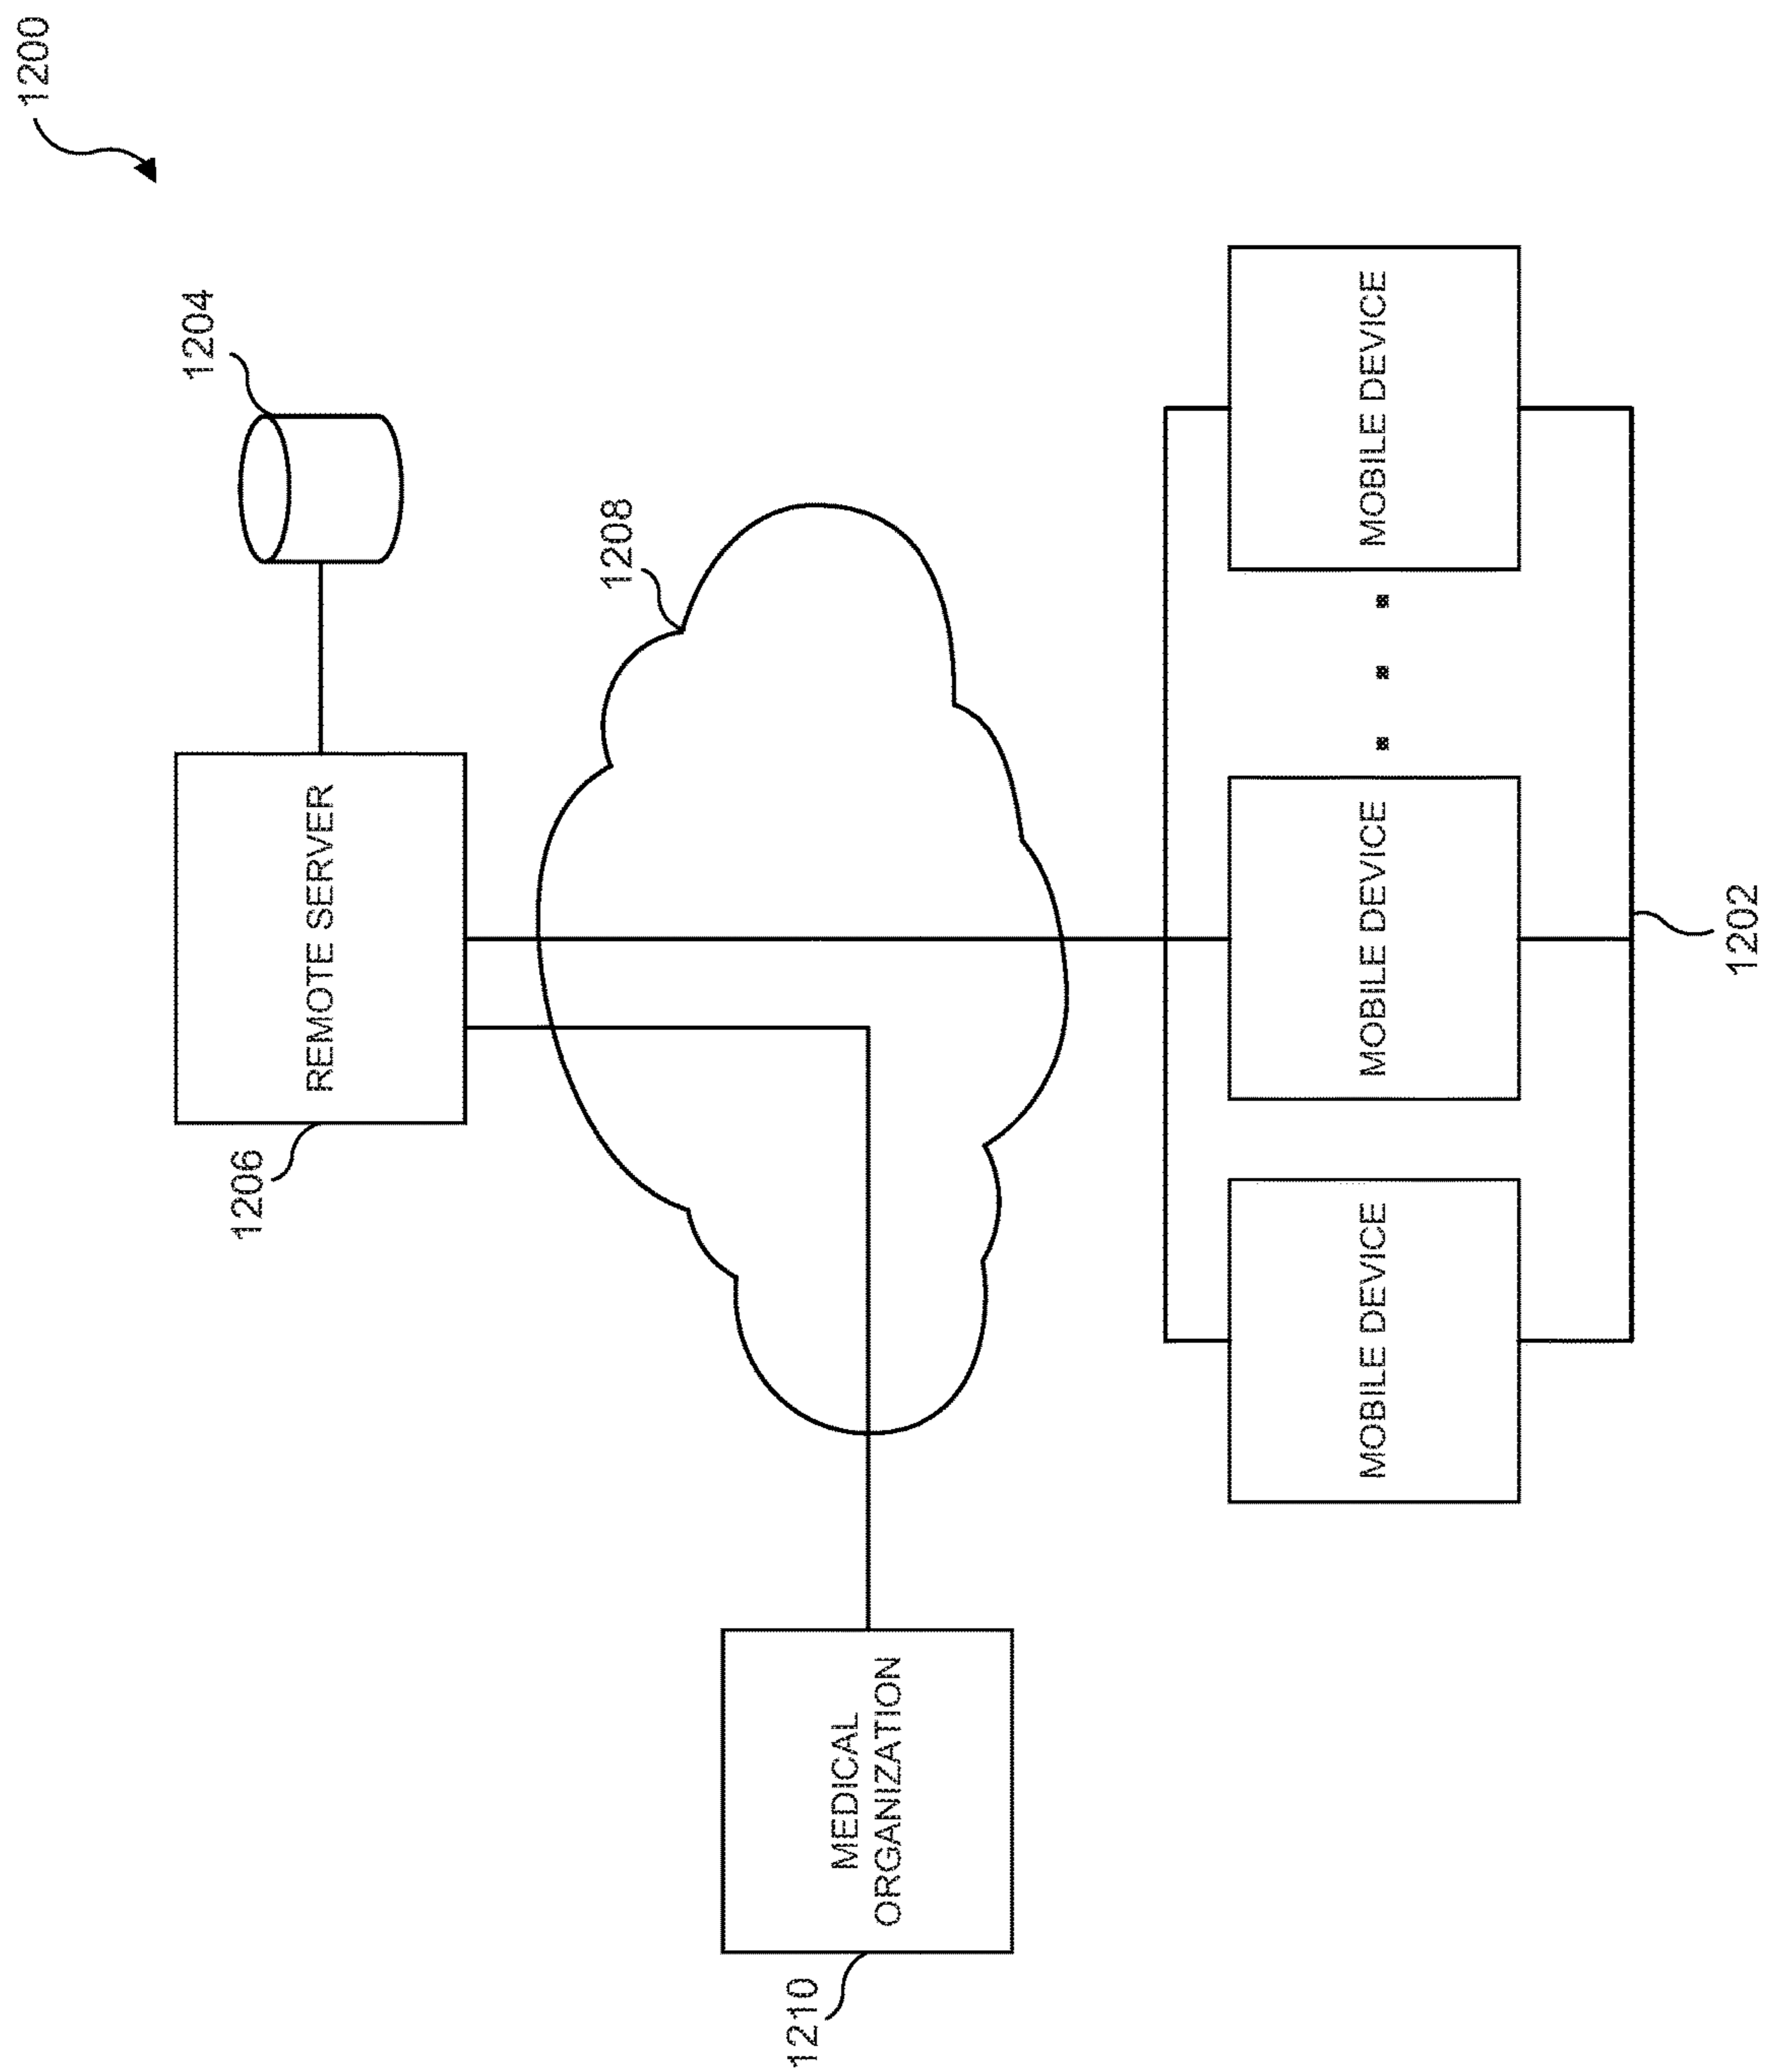 1200
1204
REMOTE SERVER
1206
1208
MEDICAL
ORGANIZATION
1210
MOBILE DEVICE
MOBILE DEVICE
MOBILE DEVICE
1202